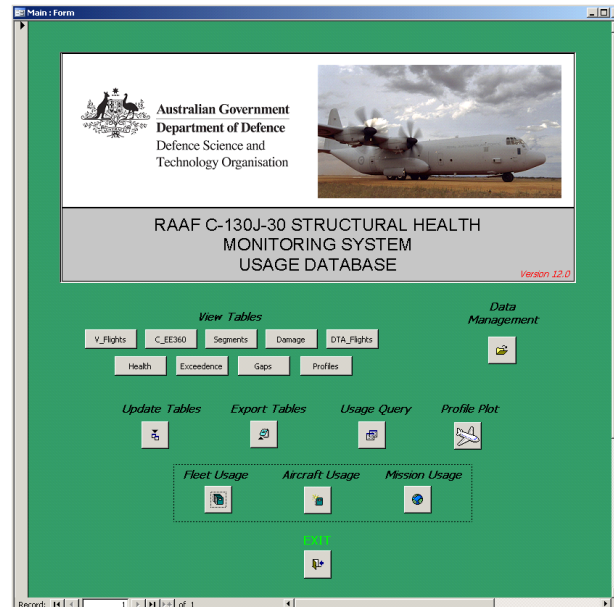 Main : Form
Australian Government
Department of Defence
Defence Science and
Technology Organisation
RAAF C-130J-30 STRUCTURAL HEALTH
MONITORING SYSTEM
USAGE DATABASE
Version 12.0
View Tables
Data
Management
V_Flights C_EE360 Segments Damage DTA_Flights
Health Exceedence Gaps Profiles
Update Tables Export Tables Usage Query Profile Plot
Fleet Usage Aircraft Usage Mission Usage
EXIT
Record: 1 of 1